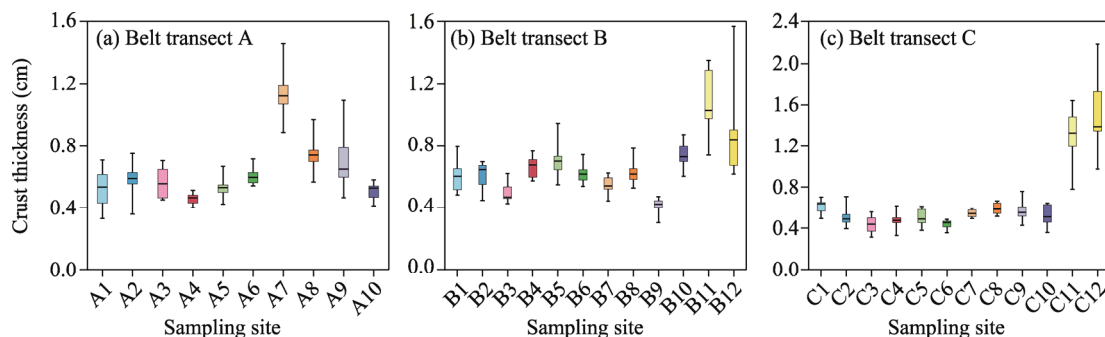 Crust thickness (cm)
(a) Belt transect A
1.6
1.2
0.8
0.4
0.0
A1 A2 A3 A4 A5 A6 A7 A8 A9 A10
Sampling site
(b) Belt transect B
1.6
1.2
0.8
0.4
0.0
B1 B2 B3 B4 B5 B6 B7 B8 B9 B10 B11 B12
Sampling site
(c) Belt transect C
2.4
2.0
1.6
1.2
0.8
0.4
0.0
C1 C2 C3 C4 C5 C6 C7 C8 C9 C10 C11 C12
Sampling site